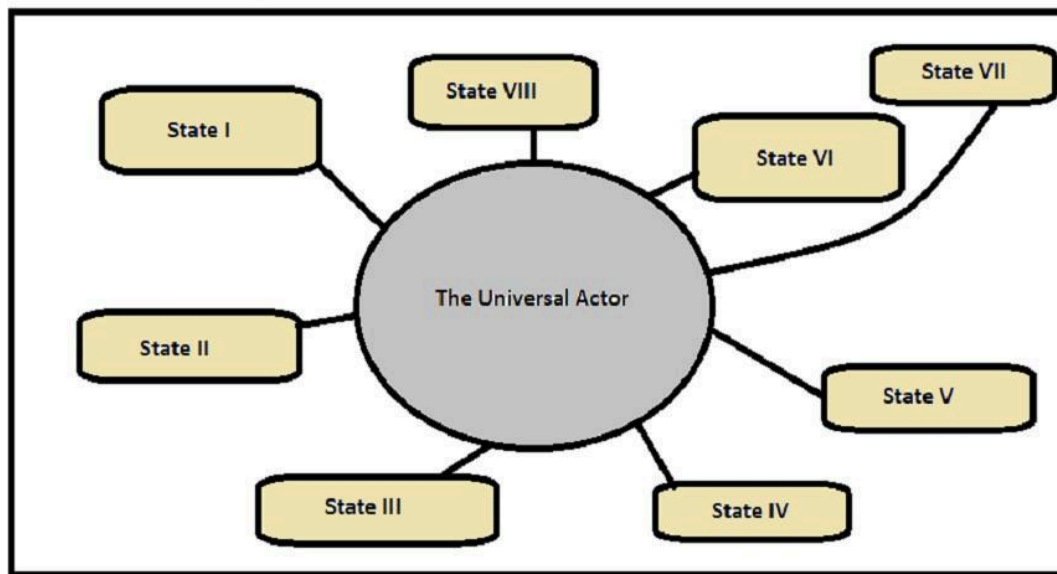 State VII
State VIII
State I
State VI
The Universal Actor
State II
State V
State III
State IV